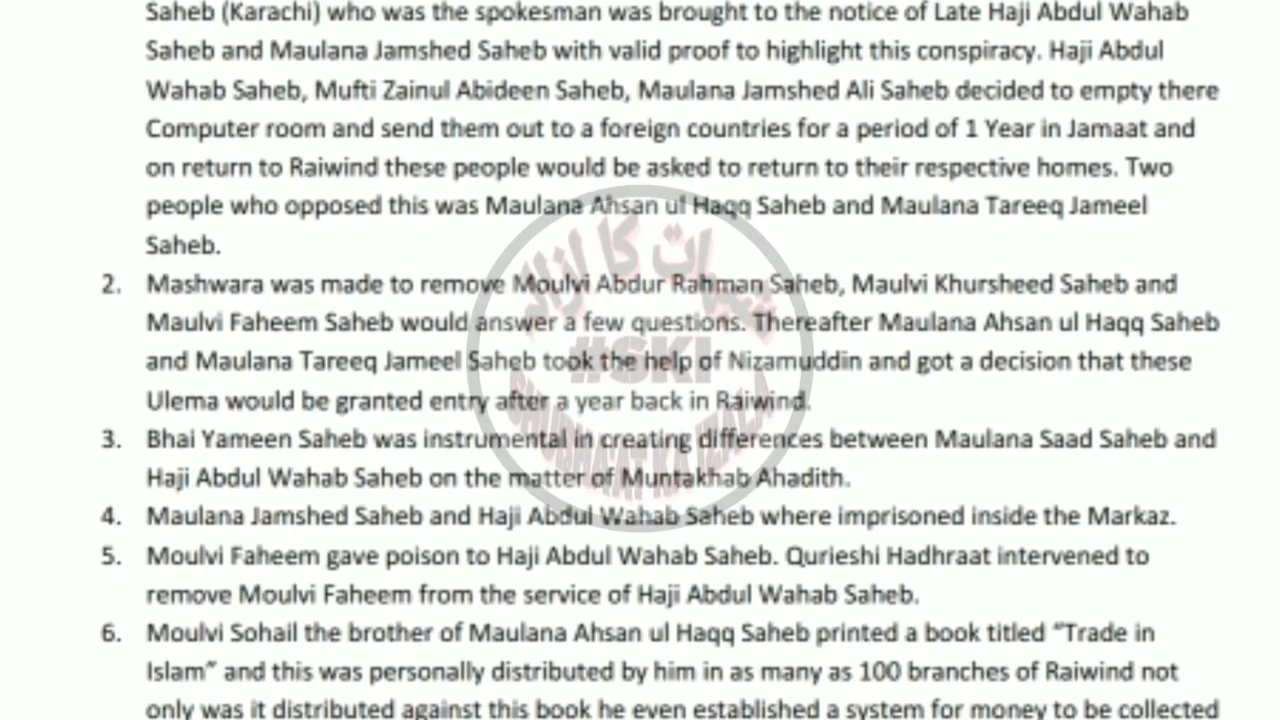 Saheb (Karachi) who was the spokesman was brought to the notice of Late Haji Abdul Wahab
Saheb and Maulana Jamshed Saheb with valid proof to highlight this conspiracy. Haji Abdul
Wahab Saheb, Mufti Zainul Abideen Saheb, Maulana Jamshed Ali Saheb decided to empty there
Computer room and send them out to a foreign countries for a period of 1 Year in Jamaat and
on return to Raiwind these people would be asked to return to their respective homes. Two
people who opposed this was Maulana Ahsan ul Haqq Saheb and Maulana Tareeq Jameel
Saheb.
2. Mashwara was made to remove Moulvi Abdur Rahman Saheb, Maulvi Khursheed Saheb and
Maulvi Faheem Saheb would answer a few questions. Thereafter Maulana Ahsan ul Haqq Saheb
and Maulana Tareeq Jameel Saheb took the help of Nizamuddin and got a decision that these
Ulema would be granted entry after a year back in Raiwind.
3. Bhai Yameen Saheb was instrumental in creating differences between Maulana Saad Saheb and
Haji Abdul Wahab Saheb on the matter of Muntakhab Ahadith.
4. Maulana Jamshed Saheb and Haji Abdul Wahab Saheb where imprisoned inside the Markaz.
5. Moulvi Faheem gave poison to Haji Abdul Wahab Saheb. Qurieshi Hadhraat intervened to
remove Moulvi Faheem from the service of Haji Abdul Wahab Saheb.
6. Moulvi Sohail the brother of Maulana Ahsan ul Haqq Saheb printed a book titled “Trade in
Islam” and this was personally distributed by him in as many as 100 branches of Raiwind not
only was it distributed against this book he even established a system for money to be collected
شبہات کا ازالہ
#SKI
SHUBHAAT KA IZALA